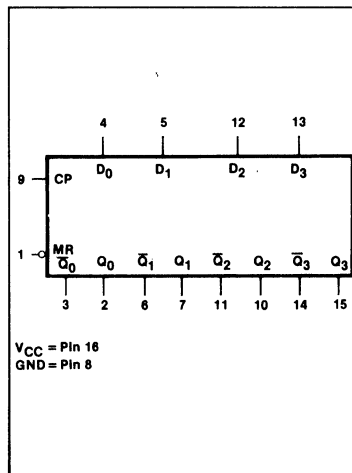 4 5 12 13
D0 D1 D2 D3
9 CP
1 MR
Q̅0 Q0 Q̅1 Q1 Q̅2 Q2 Q̅3 Q3
3 2 6 7 11 10 14 15
VCC = Pin 16
GND = Pin 8